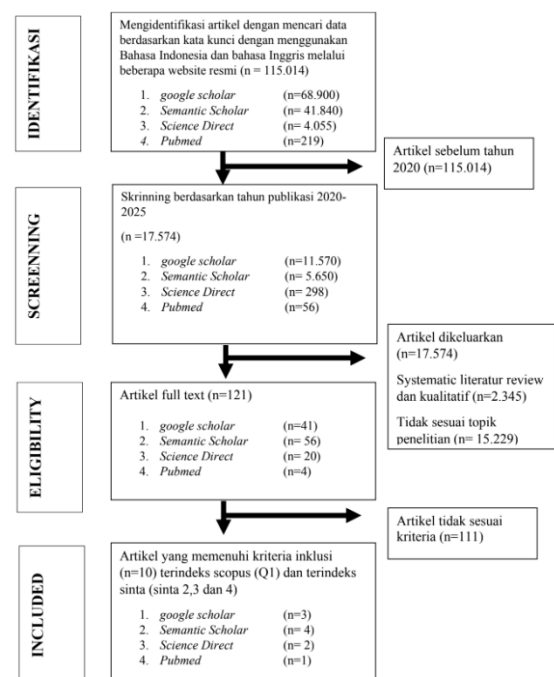 IDENTIFIKASI
Mengidentifikasi artikel dengan mencari data
berdasarkan kata kunci dengan menggunakan
Bahasa Indonesia dan bahasa Inggris melalui
beberapa website resmi (n = 115.014)
1. google scholar (n=68.900)
2. Semantic Scholar (n= 41.840)
3. Science Direct (n= 4.055)
4. Pubmed (n=219)
Artikel sebelum tahun
2020 (n=115.014)
SCREENNING
Skrinning berdasarkan tahun publikasi 2020-
2025
(n =17.574)
1. google scholar (n=11.570)
2. Semantic Scholar (n= 5.650)
3. Science Direct (n= 298)
4. Pubmed (n=56)
Artikel dikeluarkan
(n=17.574)
Systematic literatur review
dan kualitatif (n=2.345)
Tidak sesuai topik
penelitian (n= 15.229)
ELIGIBILITY
Artikel full text (n=121)
1. google scholar (n=41)
2. Semantic Scholar (n= 56)
3. Science Direct (n= 20)
4. Pubmed (n=4)
Artikel tidak sesuai
kriteria (n=111)
INCLUDED
Artikel yang memenuhi kriteria inklusi
(n=10) terindeks scopus (Q1) dan terindeks
sinta (sinta 2,3 dan 4)
1. google scholar (n=3)
2. Semantic Scholar (n= 4)
3. Science Direct (n= 2)
4. Pubmed (n=1)